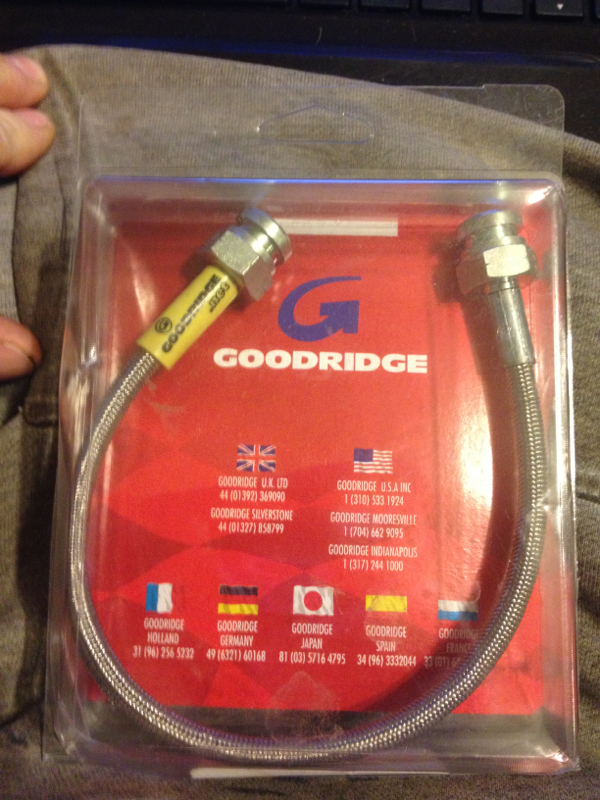 GOODRIDGE
GOODRIDGE
GOODRIDGE U.K. LTD
44 (01392) 369090
GOODRIDGE SILVERSTONE
44 (01327) 858799
GOODRIDGE U.S.A INC
1 (310) 533 1924
GOODRIDGE MOORESVILLE
1 (704) 662 9095
GOODRIDGE INDIANAPOLIS
1 (317) 244 1000
GOODRIDGE
HOLLAND
31 (96) 256 5232
GOODRIDGE
GERMANY
49 (6321) 60168
GOODRIDGE
JAPAN
81 (03) 5716 4795
GOODRIDGE
SPAIN
34 (96) 3332044
GOODRIDGE
FRANCE